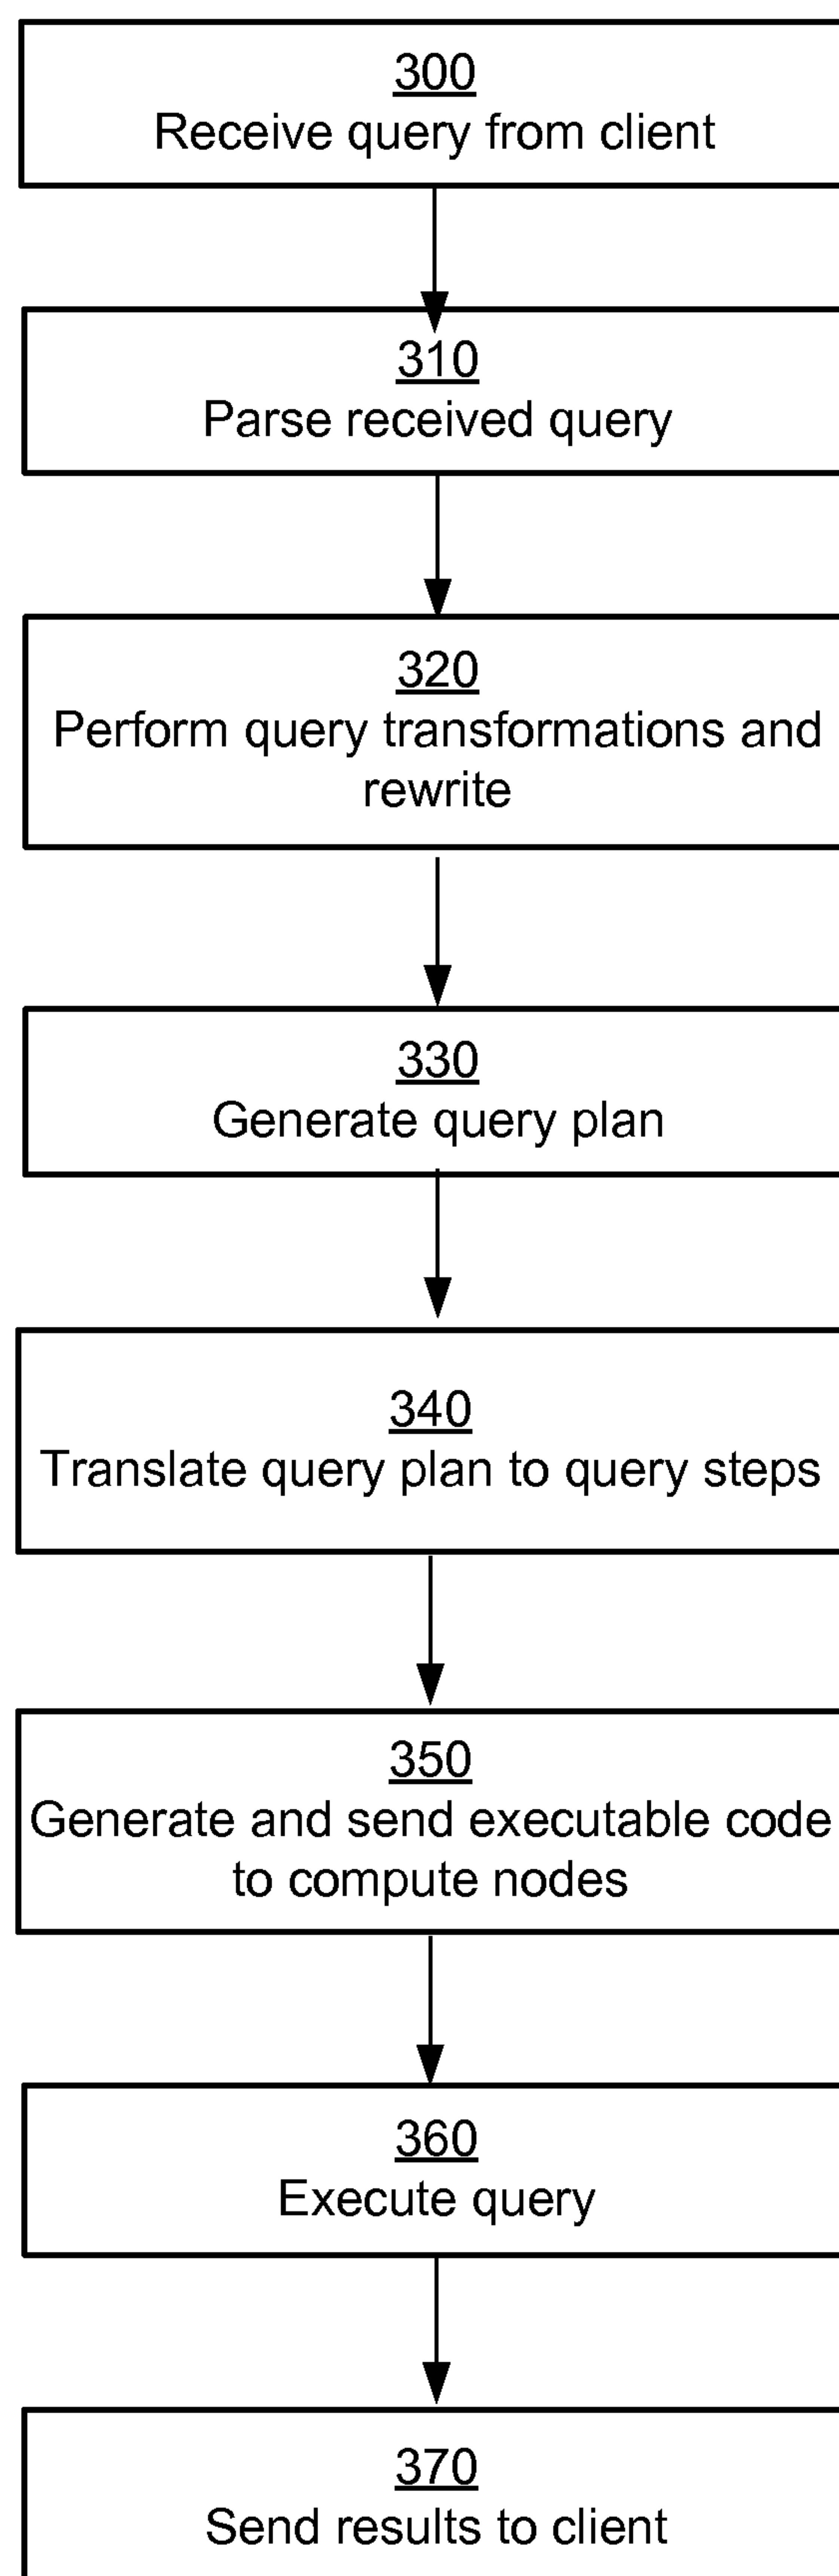 300
Receive query from client
310
Parse received query
320
Perform query transformations and
rewrite
330
Generate query plan
340
Translate query plan to query steps
350
Generate and send executable code
to compute nodes
360
Execute query
370
Send results to client